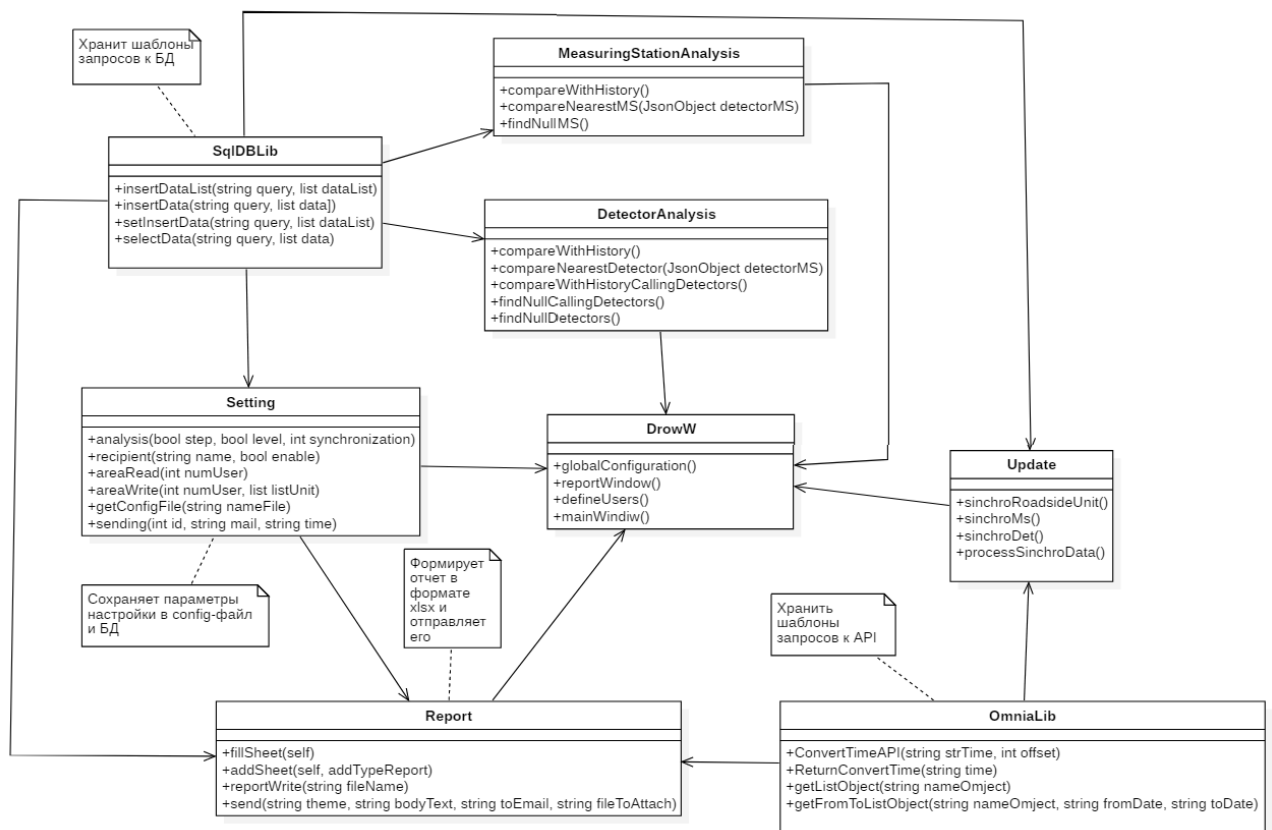 Хранит шаблоны
запросов к БД
MeasuringStationAnalysis
+compareWithHistory()
+compareNearestMS(JsonObject detectorMS)
+findNullMS()
SqlDBLib
+insertDataList(string query, list dataList)
+insertData(string query, list data])
+setInsertData(string query, list dataList)
+selectData(string query, list data)
DetectorAnalysis
+compareWithHistory()
+compareNearestDetector(JsonObject detectorMS)
+compareWithHistoryCallingDetectors()
+findNullCallingDetectors()
+findNullDetectors()
Setting
+analysis(bool step, bool level, int synchronization)
+recipient(string name, bool enable)
+areaRead(int numUser)
+areaWrite(int numUser, list listUnit)
+getConfigFile(string nameFile)
+sending(int id, string mail, string time)
DrowW
+globalConfiguration()
+reportWindow()
+defineUsers()
+mainWindiw()
Update
+sinchroRoadsideUnit()
+sinchroMs()
+sinchroDet()
+processSinchroData()
Сохраняет параметры
настройки в config-файл
и БД
Формирует
отчет в
формате
xlsx и
отправляет
его
Хранить
шаблоны
запросов к API
Report
+fillSheet(self)
+addSheet(self, addTypeReport)
+reportWrite(string fileName)
+send(string theme, string bodyText, string toEmail, string fileToAttach)
OmniaLib
+ConvertTimeAPI(string strTime, int offset)
+ReturnConvertTime(string time)
+getListObject(string nameOmject)
+getFromToListObject(string nameOmject, string fromDate, string toDate)